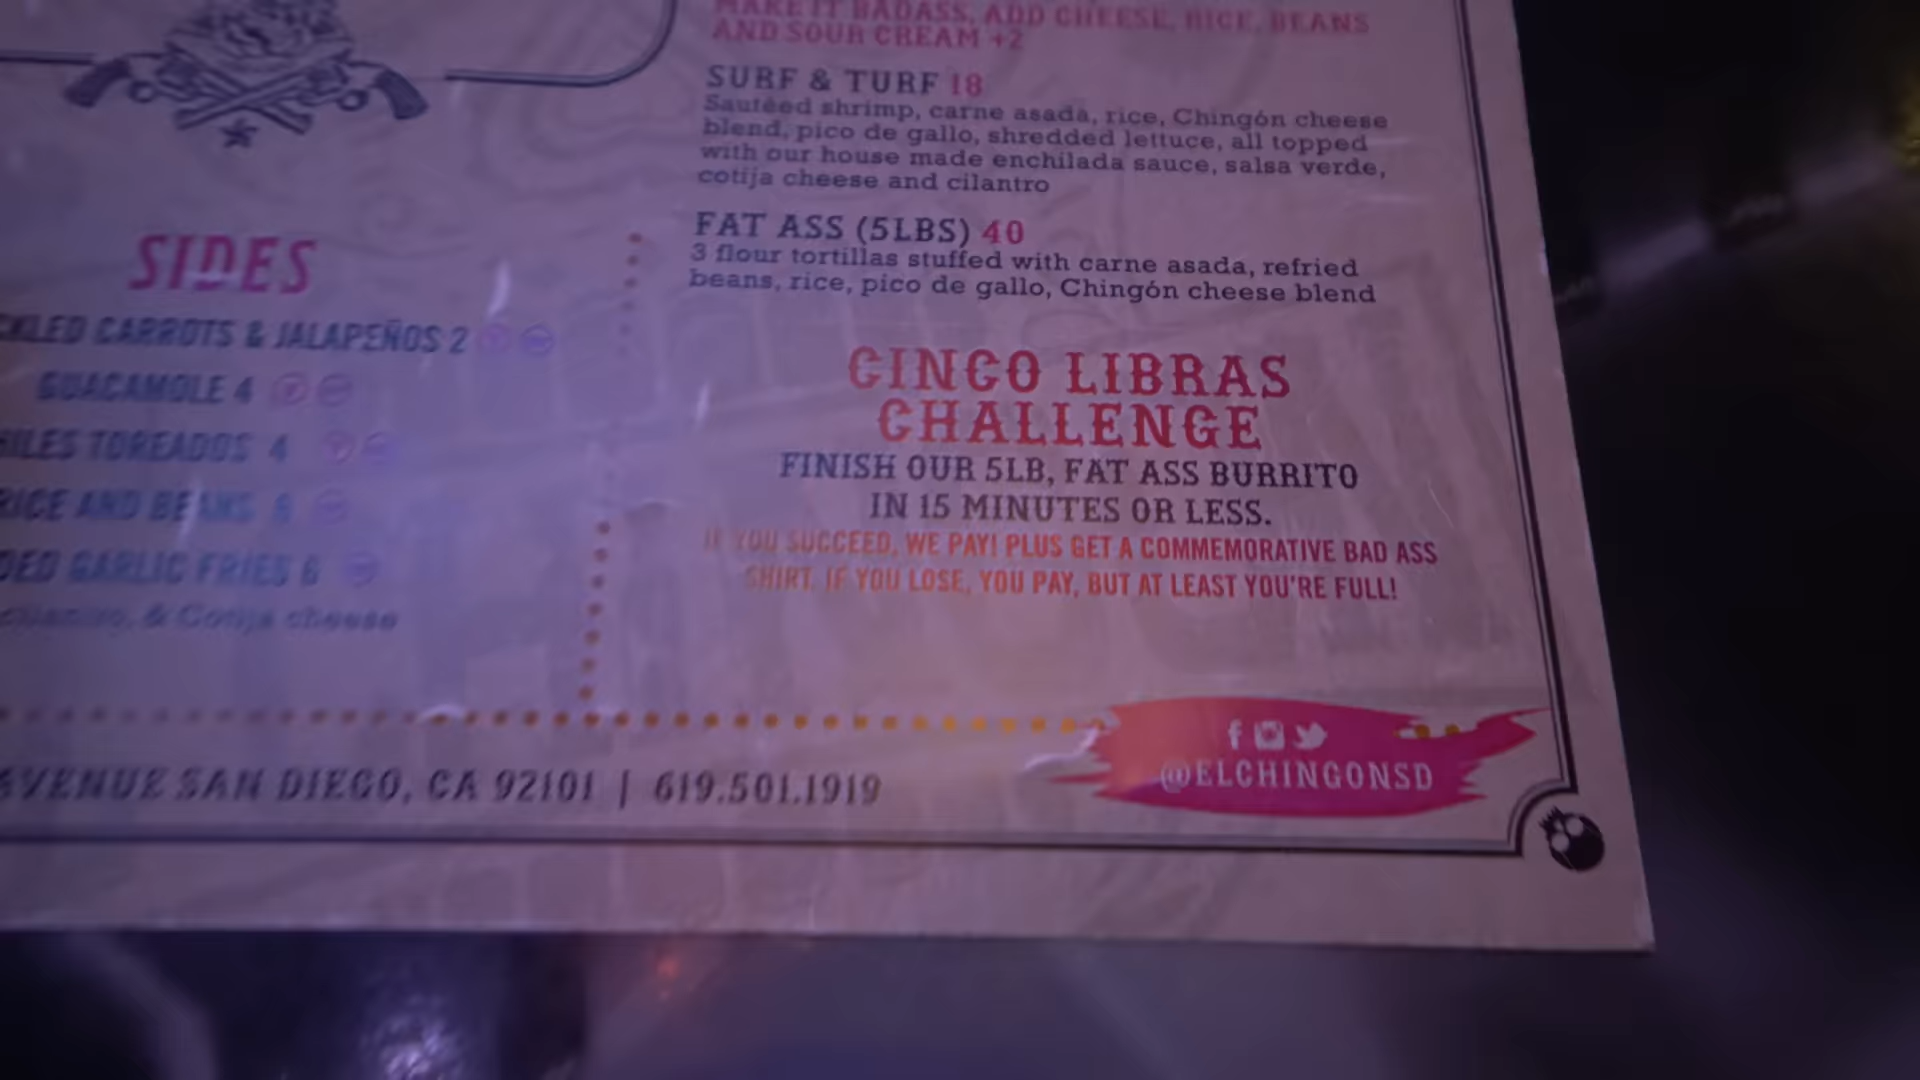 MAKE IT BADASS, ADD CHEESE, RICE, BEANS
AND SOUR CREAM +2
SURF & TURF 18
Sautéed shrimp, carne asada, rice, Chingón cheese
blend, pico de gallo, shredded lettuce, all topped
with our house made enchilada sauce, salsa verde,
cotija cheese and cilantro
FAT ASS (5LBS) 40
3 flour tortillas stuffed with carne asada, refried
beans, rice, pico de gallo, Chingón cheese blend
CINCO LIBRAS
CHALLENGE
FINISH OUR 5LB, FAT ASS BURRITO
IN 15 MINUTES OR LESS.
IF YOU SUCCEED, WE PAY! PLUS GET A COMMEMORATIVE BAD ASS
SHIRT. IF YOU LOSE, YOU PAY, BUT AT LEAST YOU'RE FULL!
SIDES
CARROTS & JALAPEÑOS 2
GUACAMOLE 4
TOREADOS 4
RICE AND BEANS
GARLIC FRIES 6
& Cotija cheese
AVENUE SAN DIEGO, CA 92101 | 619.501.1919
@ELCHINGONSD